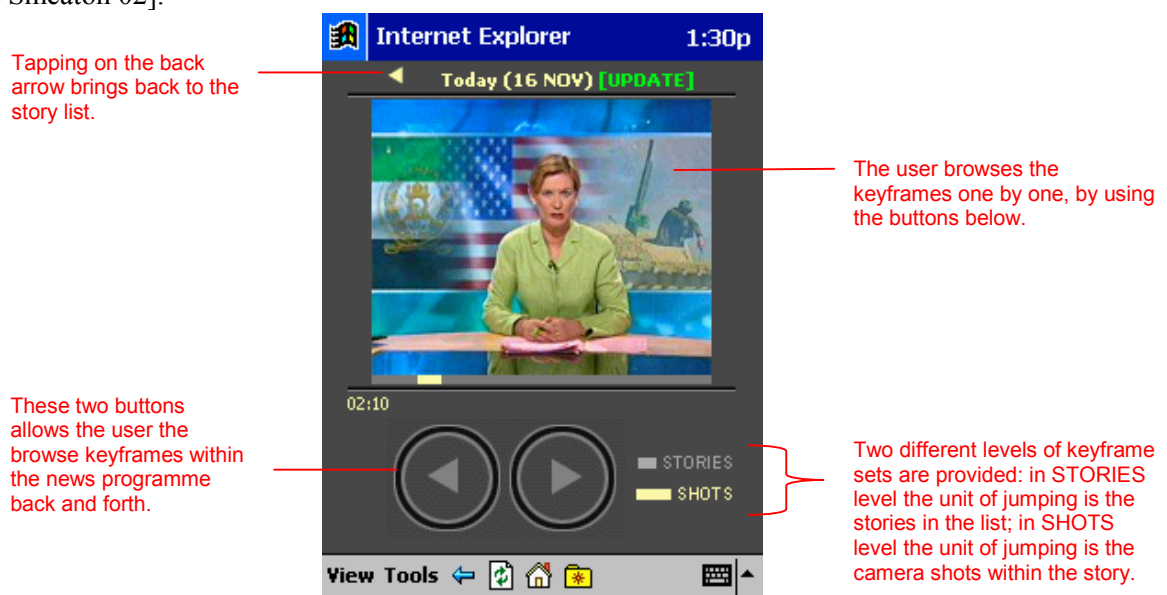 Smeaton 02].
Internet Explorer 1:30p
Today (16 NOV) [UPDATE]
Tapping on the back
arrow brings back to the
story list.
The user browses the
keyframes one by one, by using
the buttons below.
02:10
These two buttons
allows the user the
browse keyframes within
the news programme
back and forth.
STORIES
SHOTS
Two different levels of keyframe
sets are provided: in STORIES
level the unit of jumping is the
stories in the list; in SHOTS
level the unit of jumping is the
camera shots within the story.
View Tools